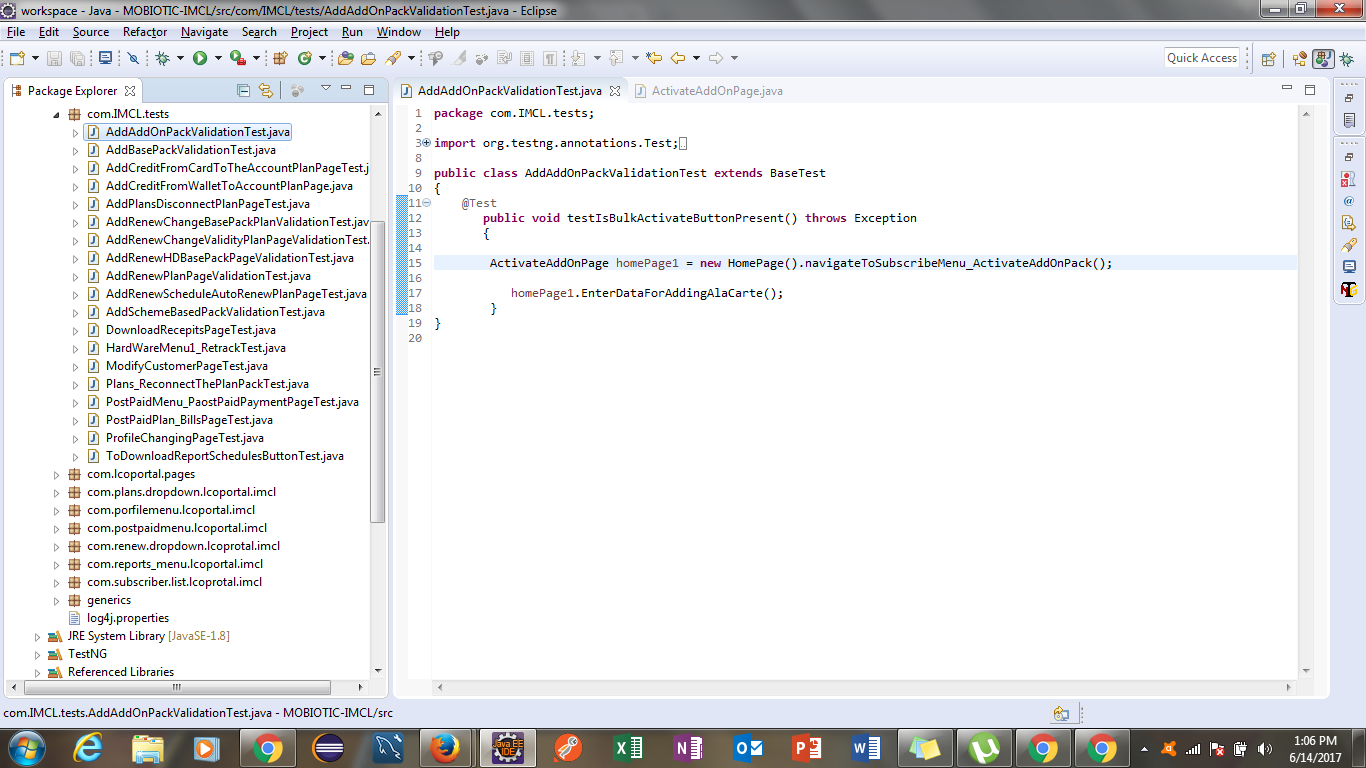 workspace - Java - MOBIOTIC-IMCL/src/com/IMCL/tests/AddAddOnPackValidationTest.java - Eclipse
File Edit Source Refactor Navigate Search Project Run Window Help
Quick Access
Package Explorer
com.IMCL.tests
AddAddOnPackValidationTest.java
AddBasePackValidationTest.java
AddCreditFromCardToTheAccountPlanPageTest.j
AddCreditFromWalletToAccountPlanPage.java
AddPlansDisconnectPlanPageTest.java
AddRenewChangeBasePackPlanValidationTest.jav
AddRenewChangeValidityPlanPageValidationTest.
AddRenewHDBasePackPageValidationTest.java
AddRenewPlanPageValidationTest.java
AddRenewScheduleAutoRenewPlanPageTest.java
AddSchemeBasedPackValidationTest.java
DownloadRecepitsPageTest.java
HardWareMenu1_RetrackTest.java
ModifyCustomerPageTest.java
Plans_ReconnectThePlanPackTest.java
PostPaidMenu_PaostPaidPaymentPageTest.java
PostPaidPlan_BillsPageTest.java
ProfileChangingPageTest.java
ToDownloadReportSchedulesButtonTest.java
com.lcoportal.pages
com.plans.dropdown.lcoportal.imcl
com.porfilemenu.lcoportal.imcl
com.postpaidmenu.lcoportal.imcl
com.renew.dropdown.lcoprotal.imcl
com.reports_menu.lcoportal.imcl
com.subscriber.list.lcoprotal.imcl
generics
log4j.properties
JRE System Library [JavaSE-1.8]
TestNG
Referenced Libraries
AddAddOnPackValidationTest.java ActivateAddOnPage.java
1 package com.IMCL.tests;
2
3 import org.testng.annotations.Test;
8
9 public class AddAddOnPackValidationTest extends BaseTest
10 {
11 @Test
12 public void testIsBulkActivateButtonPresent() throws Exception
13 {
14
15 ActivateAddOnPage homePage1 = new HomePage().navigateToSubscribeMenu_ActivateAddOnPack();
16
17 homePage1.EnterDataForAddingAlaCarte();
18 }
19 }
20
com.IMCL.tests.AddAddOnPackValidationTest.java - MOBIOTIC-IMCL/src
Java EE
IDE
1:06 PM
6/14/2017